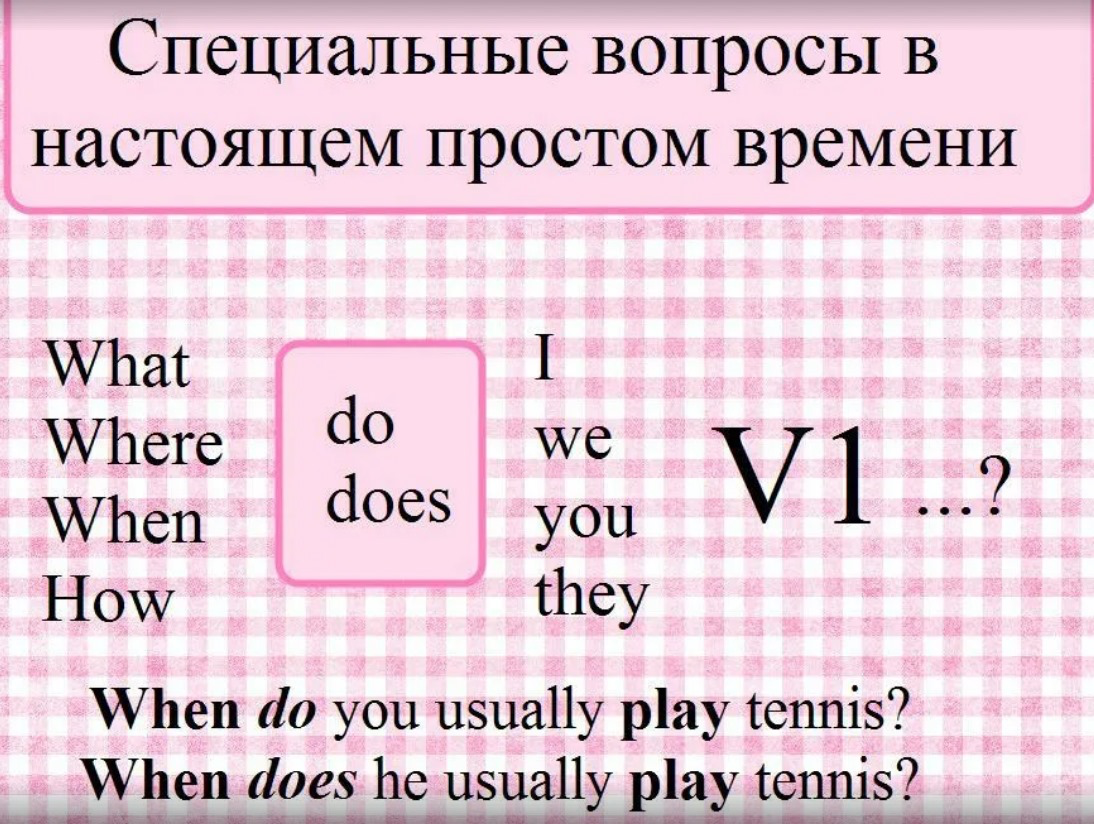 Специальные вопросы в
настоящем простом времени
What
Where
When
How
do
does
I
we
you
they
V1 ...?
When do you usually play tennis?
When does he usually play tennis?